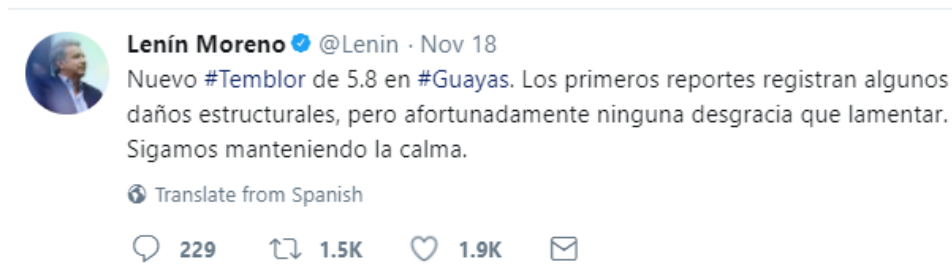 Lenín Moreno @Lenin · Nov 18
Nuevo #Temblor de 5.8 en #Guayas. Los primeros reportes registran algunos
daños estructurales, pero afortunadamente ninguna desgracia que lamentar.
Sigamos manteniendo la calma.
Translate from Spanish
229 1.5K 1.9K